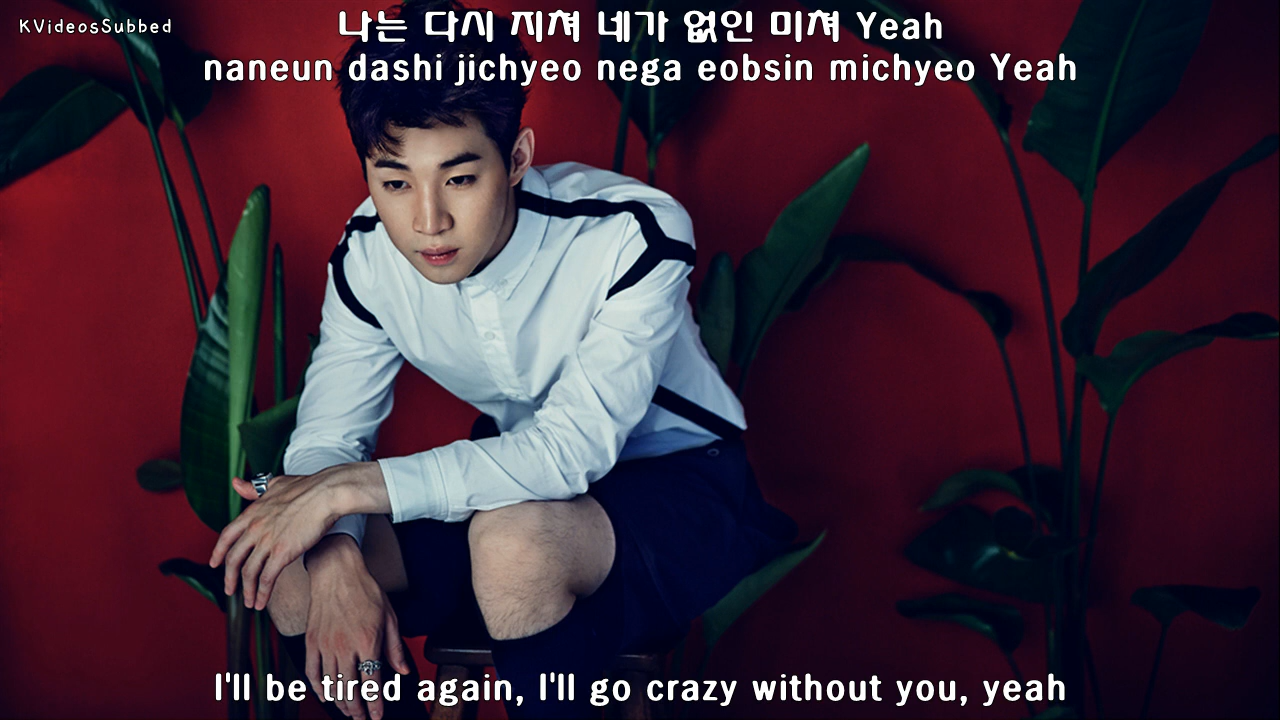 KVideosSubbed
나는 다시 지쳐 네가 없인 미쳐 Yeah
naneun dashi jichyeo nega eobsin michyeo Yeah
I'll be tired again, I'll go crazy without you, yeah